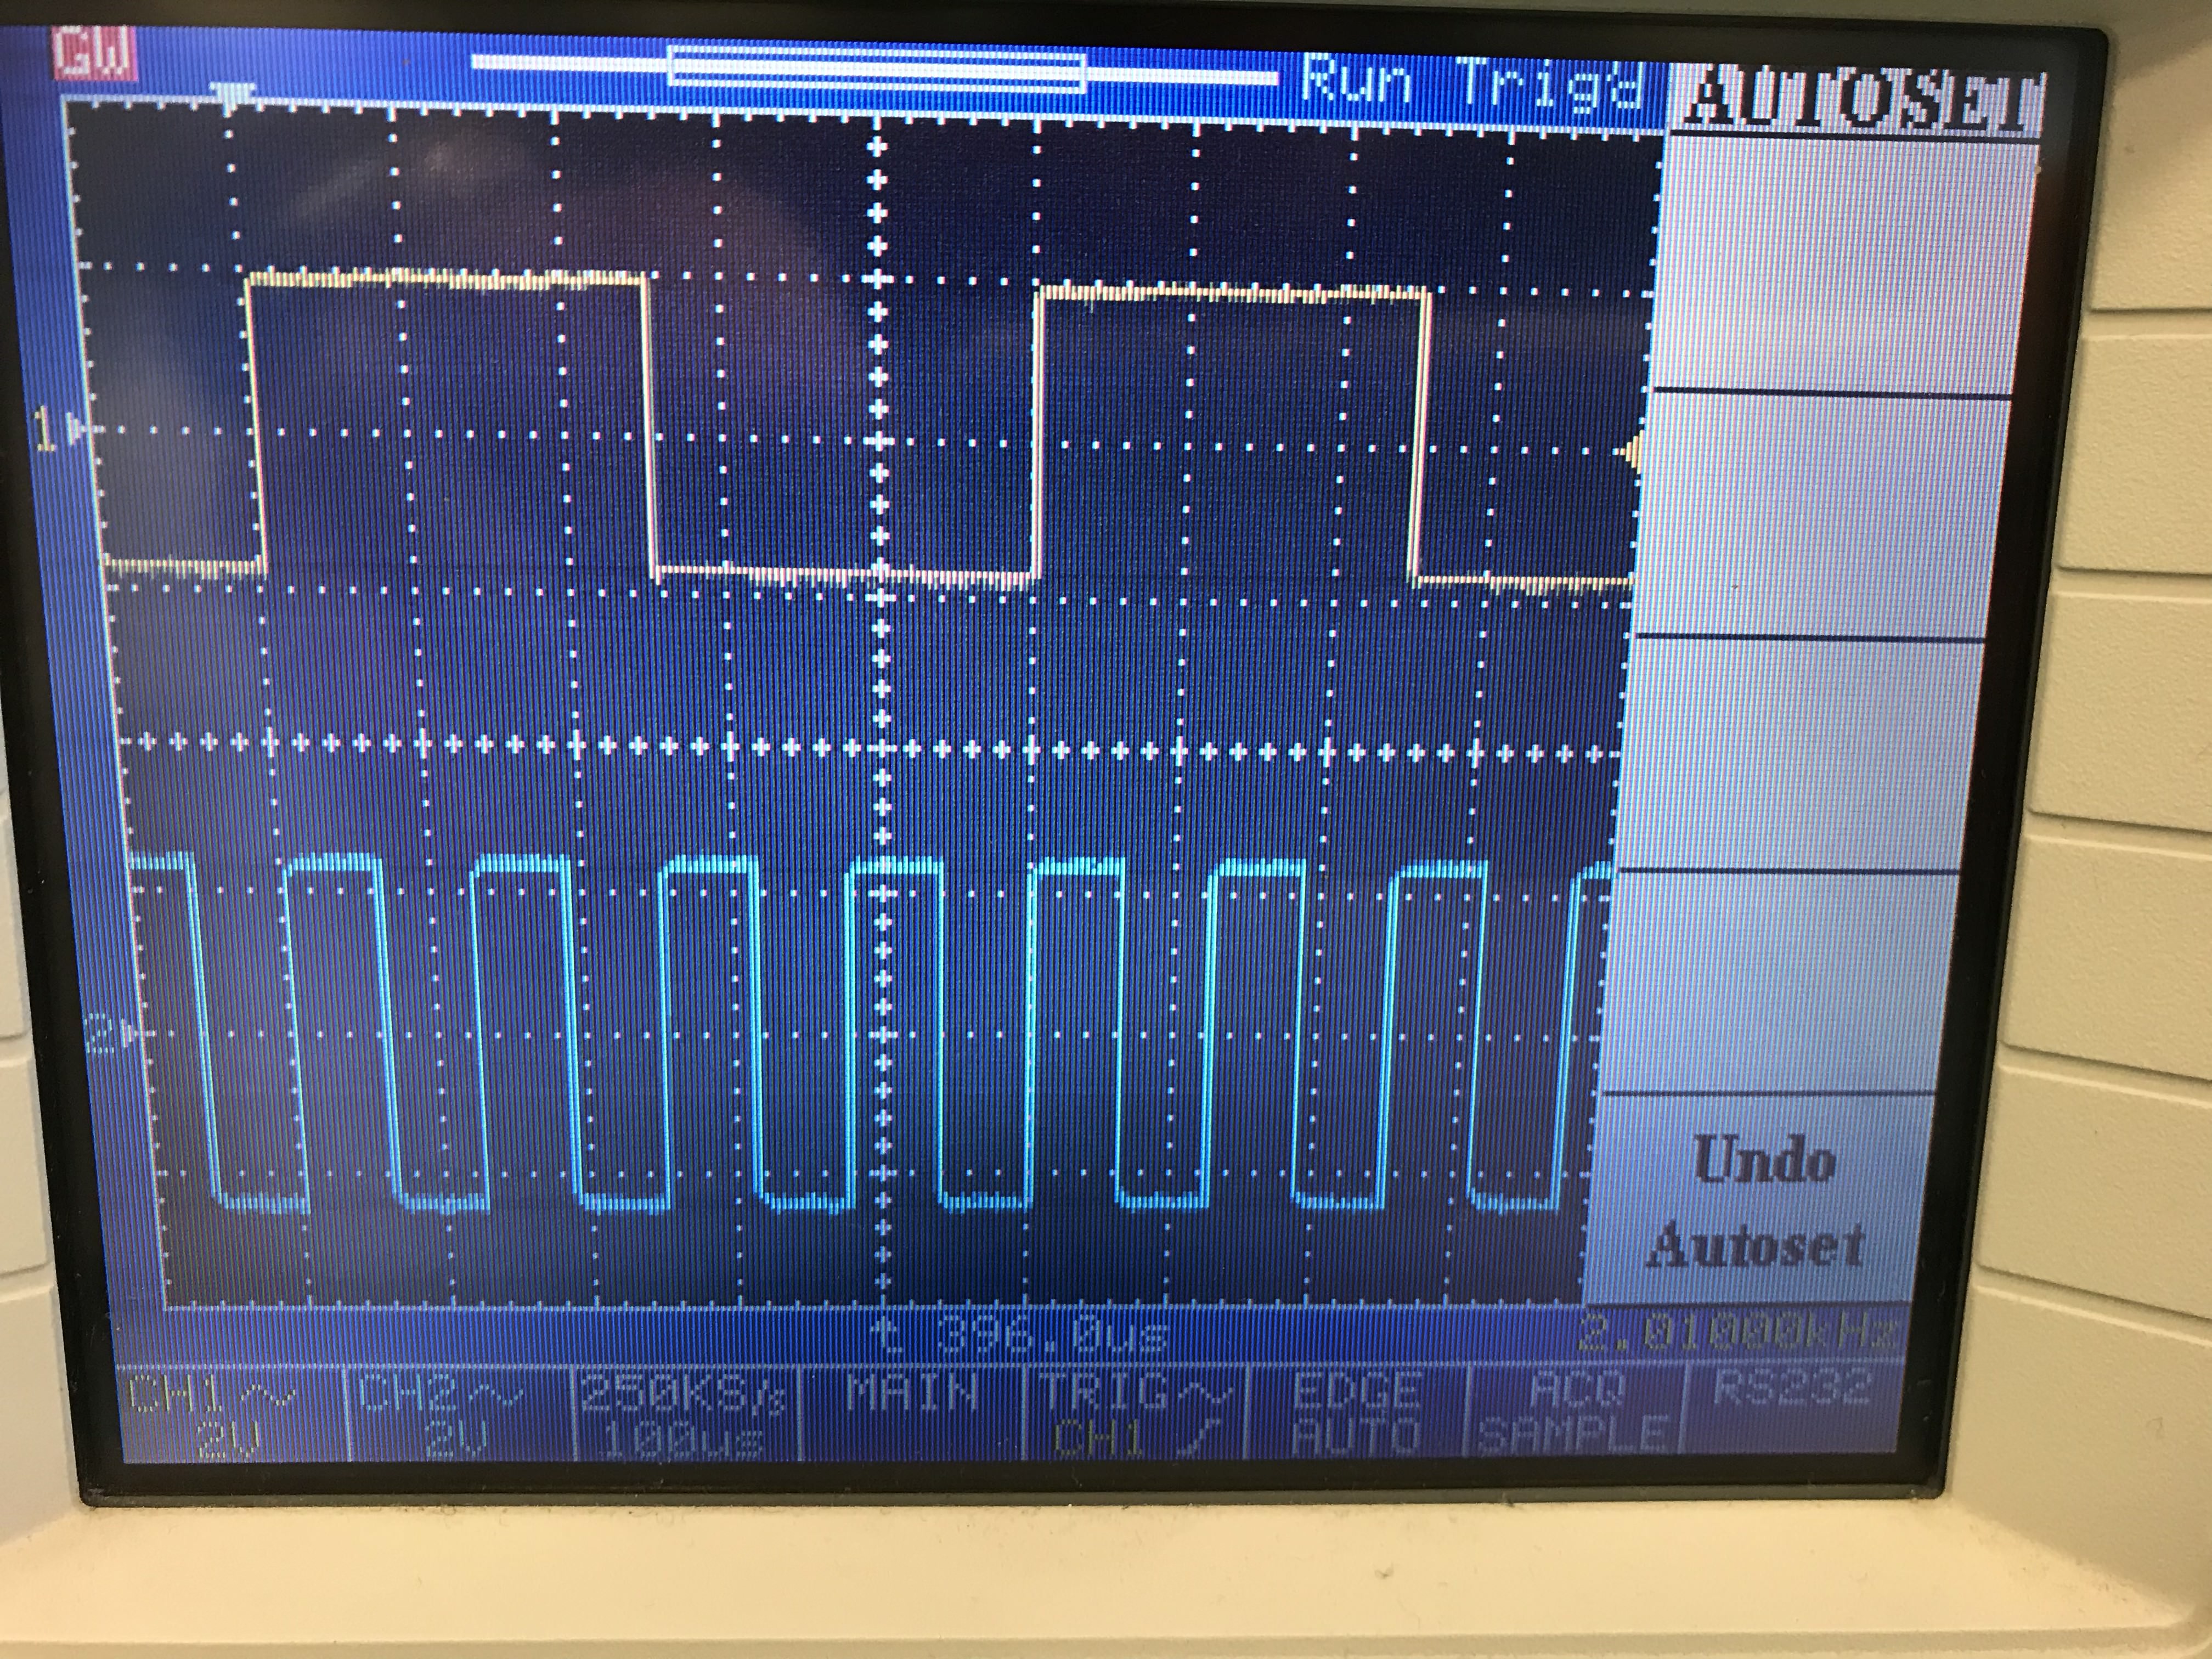 GW Run Trig'd AUTOSET
1
2
Undo
Autoset
396.0us 2.01000kHz
CH1 CH2 250KS/s MAIN TRIG EDGE ACQ RS232
2V 2V 100us CH1 AUTO SAMPLE